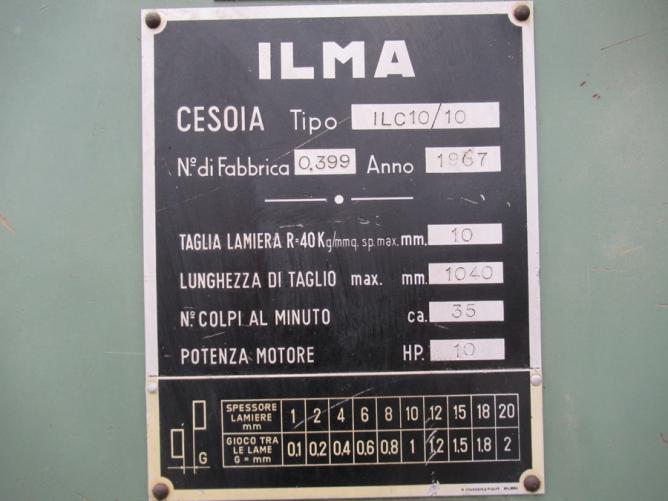 ILMA
CESOIA Tipo ILC10/10
Nº di Fabbrica 0.399 Anno 1967
TAGLIA LAMIERA R=40Kg/mmq. sp. max. mm. 10
LUNGHEZZA DI TAGLIO max. mm. 1040
Nº COLPI AL MINUTO ca. 35
POTENZA MOTORE HP. 10
SPESSORE LAMIERE mm 1 2 4 6 8 10 12 15 18 20
GIOCO TRA LE LAME G = mm 0.1 0.2 0.4 0.6 0.8 1 1.2 1.5 1.8 2
G